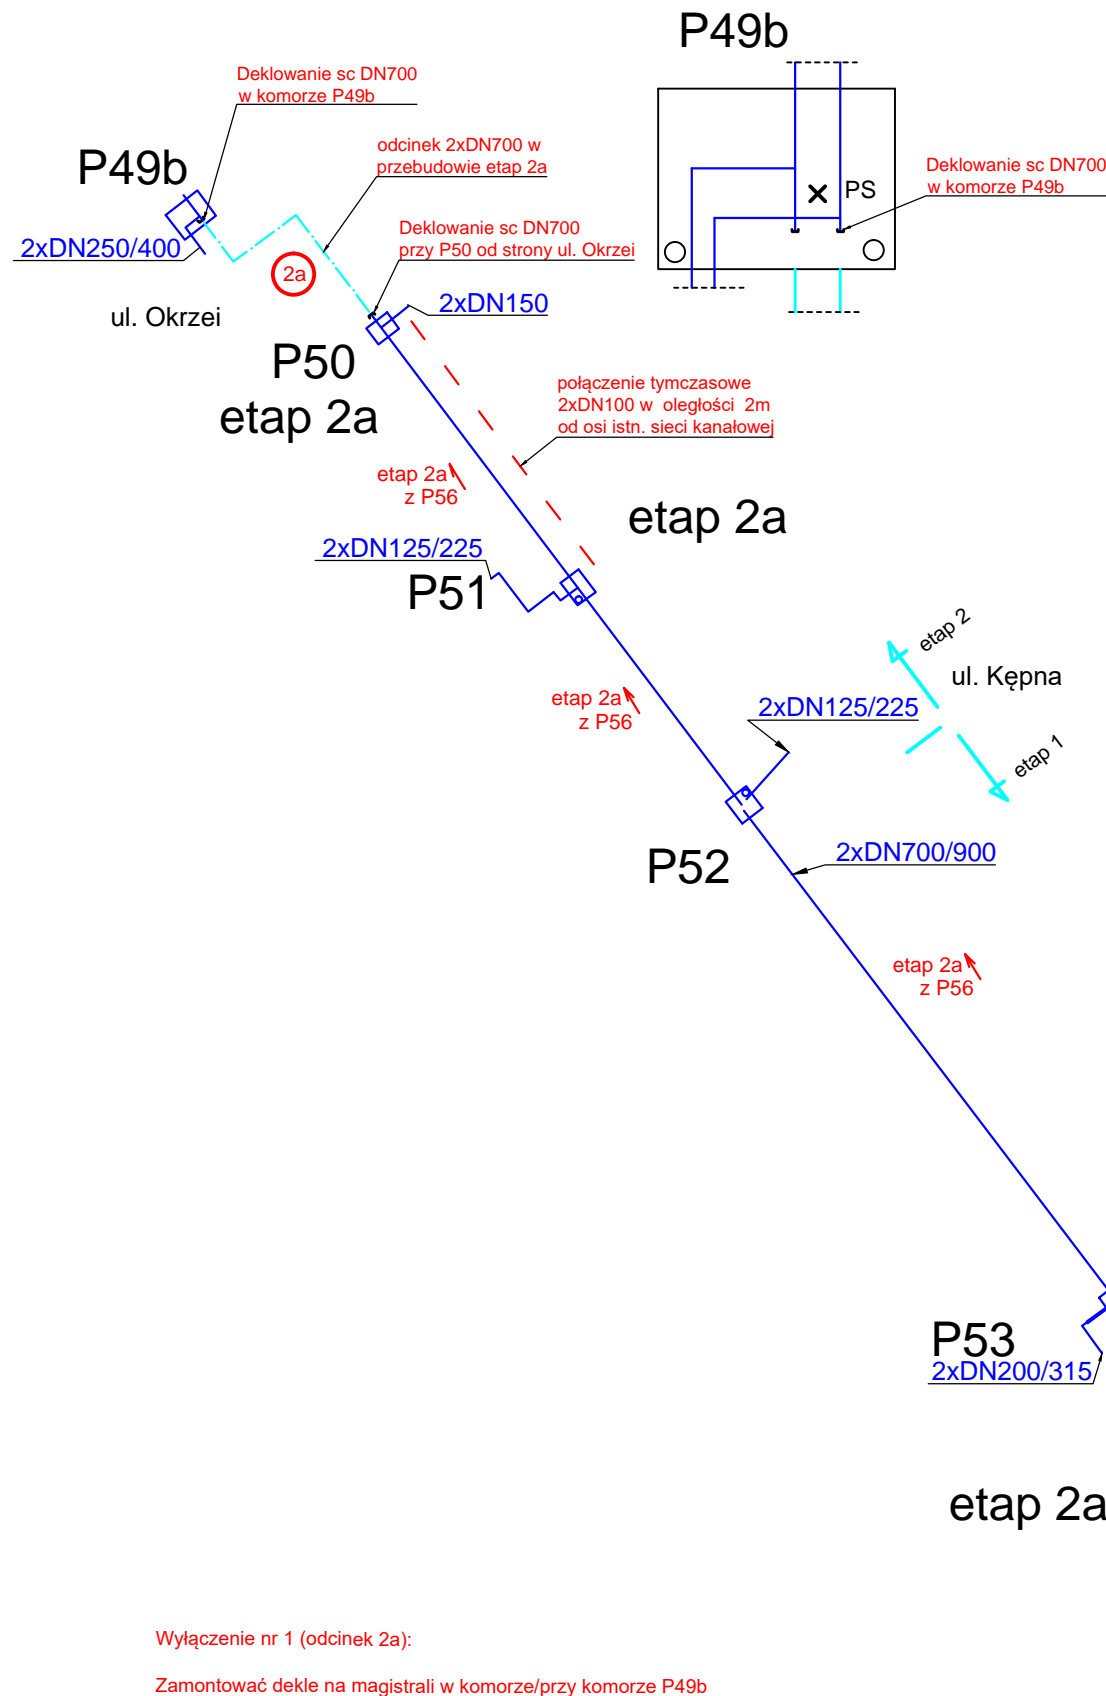 P49b
Deklowanie sc DN700
w komorze P49b
P49b
odcinek 2xDN700 w
przebudowie etap 2a
Deklowanie sc DN700
w komorze P49b
PS
2xDN250/400
Deklowanie sc DN700
przy P50 od strony ul. Okrzei
2a
ul. Okrzei
2xDN150
P50
etap 2a
połączenie tymczasowe
2xDN100 w oległości 2m
od osi istn. sieci kanałowej
etap 2a
z P56
etap 2a
2xDN125/225
P51
etap 2
ul. Kępna
etap 2a
z P56
2xDN125/225
etap 1
P52
2xDN700/900
etap 2a
z P56
P53
2xDN200/315
etap 2a
Wyłączenie nr 1 (odcinek 2a):
Zamontować dekle na magistrali w komorze/przy komorze P49b